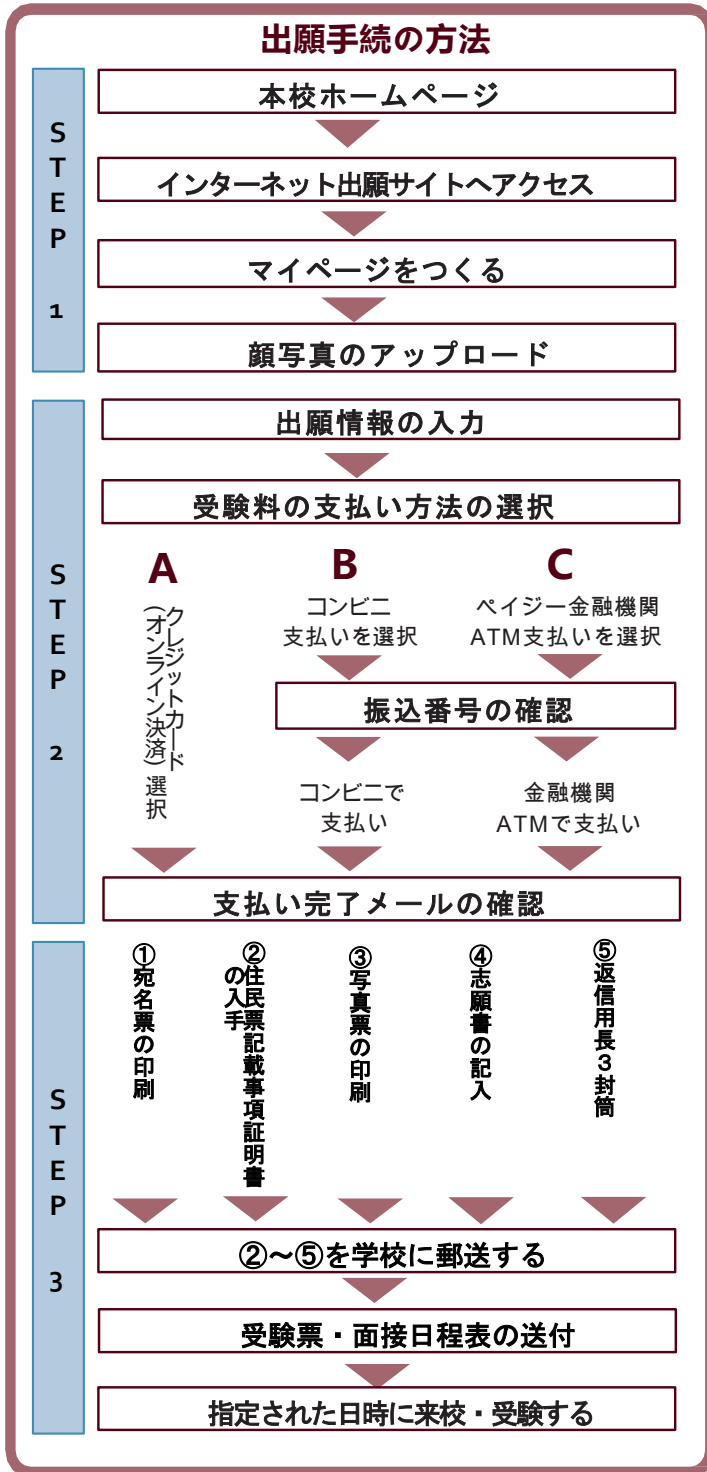 出願手続の方法
STEP 1
本校ホームページ
インターネット出願サイトへアクセス
マイページをつくる
顔写真のアップロード
STEP 2
出願情報の入力
受験料の支払い方法の選択
A
クレジットカード
(オンライン決済)選択
B
コンビニ
支払いを選択
C
ペイジー金融機関
ATM支払いを選択
振込番号の確認
コンビニで
支払い
金融機関
ATMで支払い
支払い完了メールの確認
STEP 3
①宛名票の印刷
②住民票記載事項証明書
の入手
③写真票の印刷
④志願書の記入
⑤返信用長3封筒
②～⑤を学校に郵送する
受験票・面接日程表の送付
指定された日時に来校・受験する